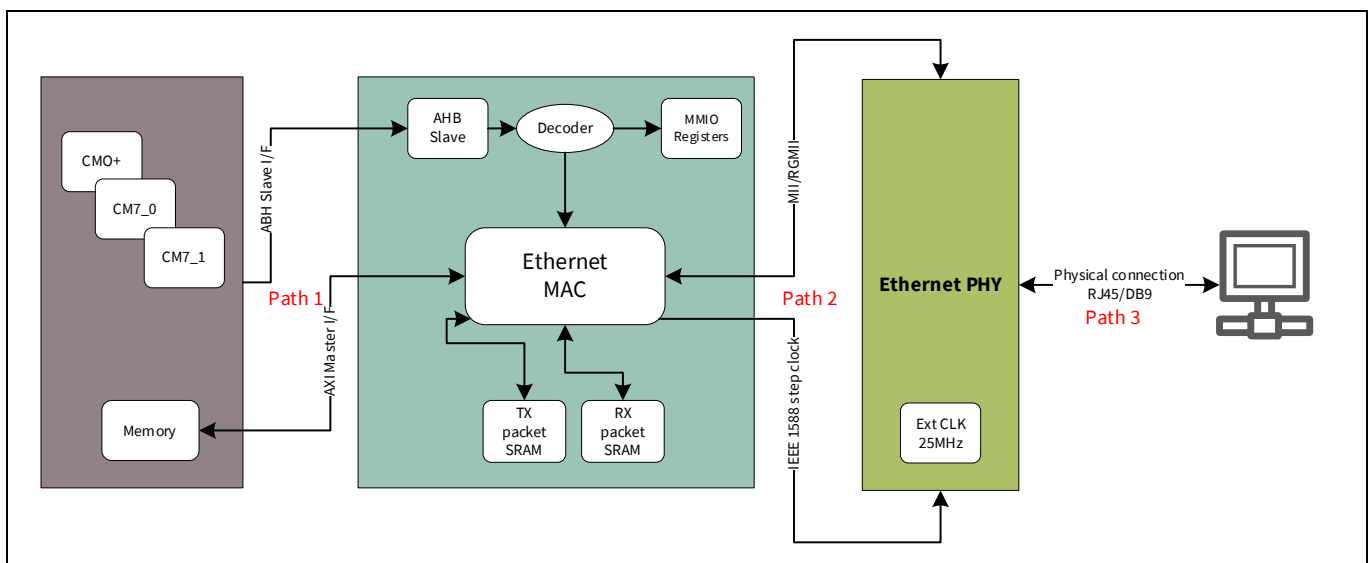 CMO+
CM7_0
CM7_1
Memory
ABH Slave I/F
Path 1
AXI Master I/F
AHB
Slave
Decoder
MMIO
Registers
Ethernet
MAC
TX
packet
SRAM
RX
packet
SRAM
MII/RGMII
Path 2
IEEE 1588 step clock
Ethernet PHY
Ext CLK
25MHz
Physical connection
RJ45/DB9
Path 3